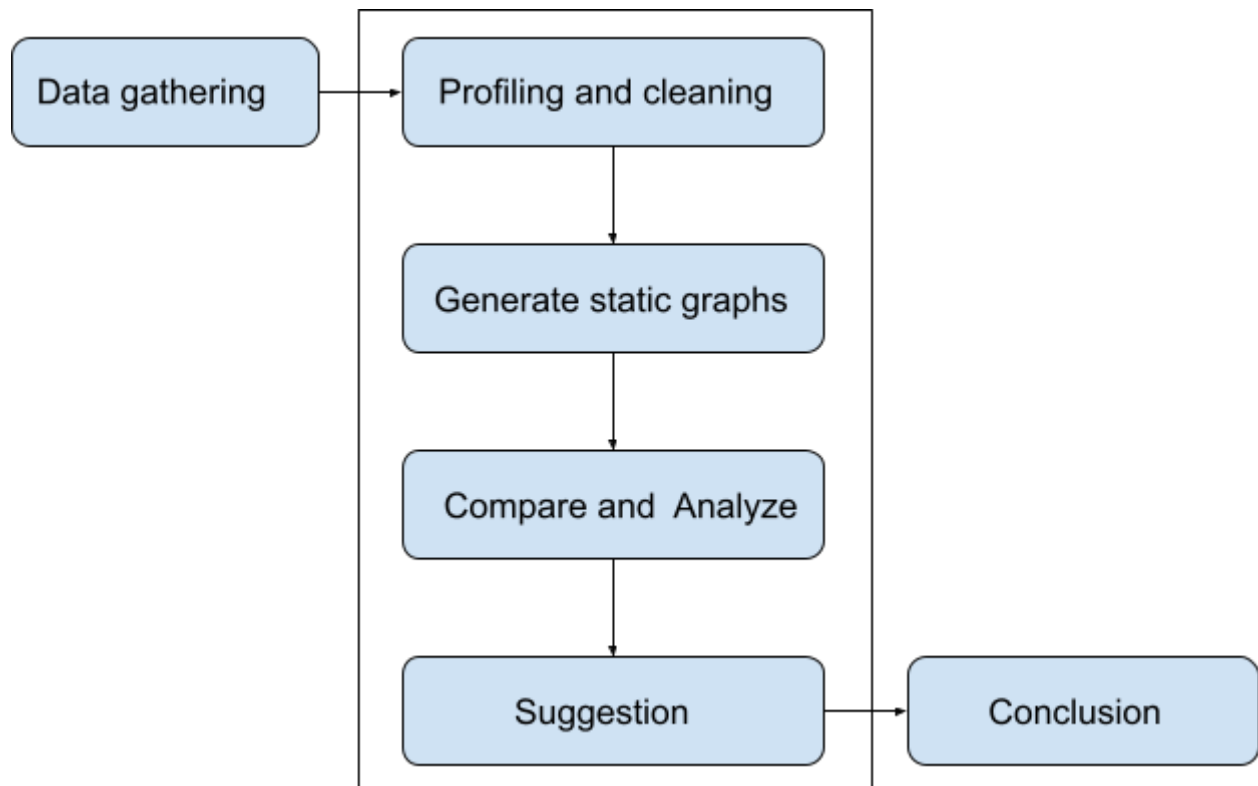 Data gathering
Profiling and cleaning
Generate static graphs
Compare and  Analyze
Suggestion
Conclusion